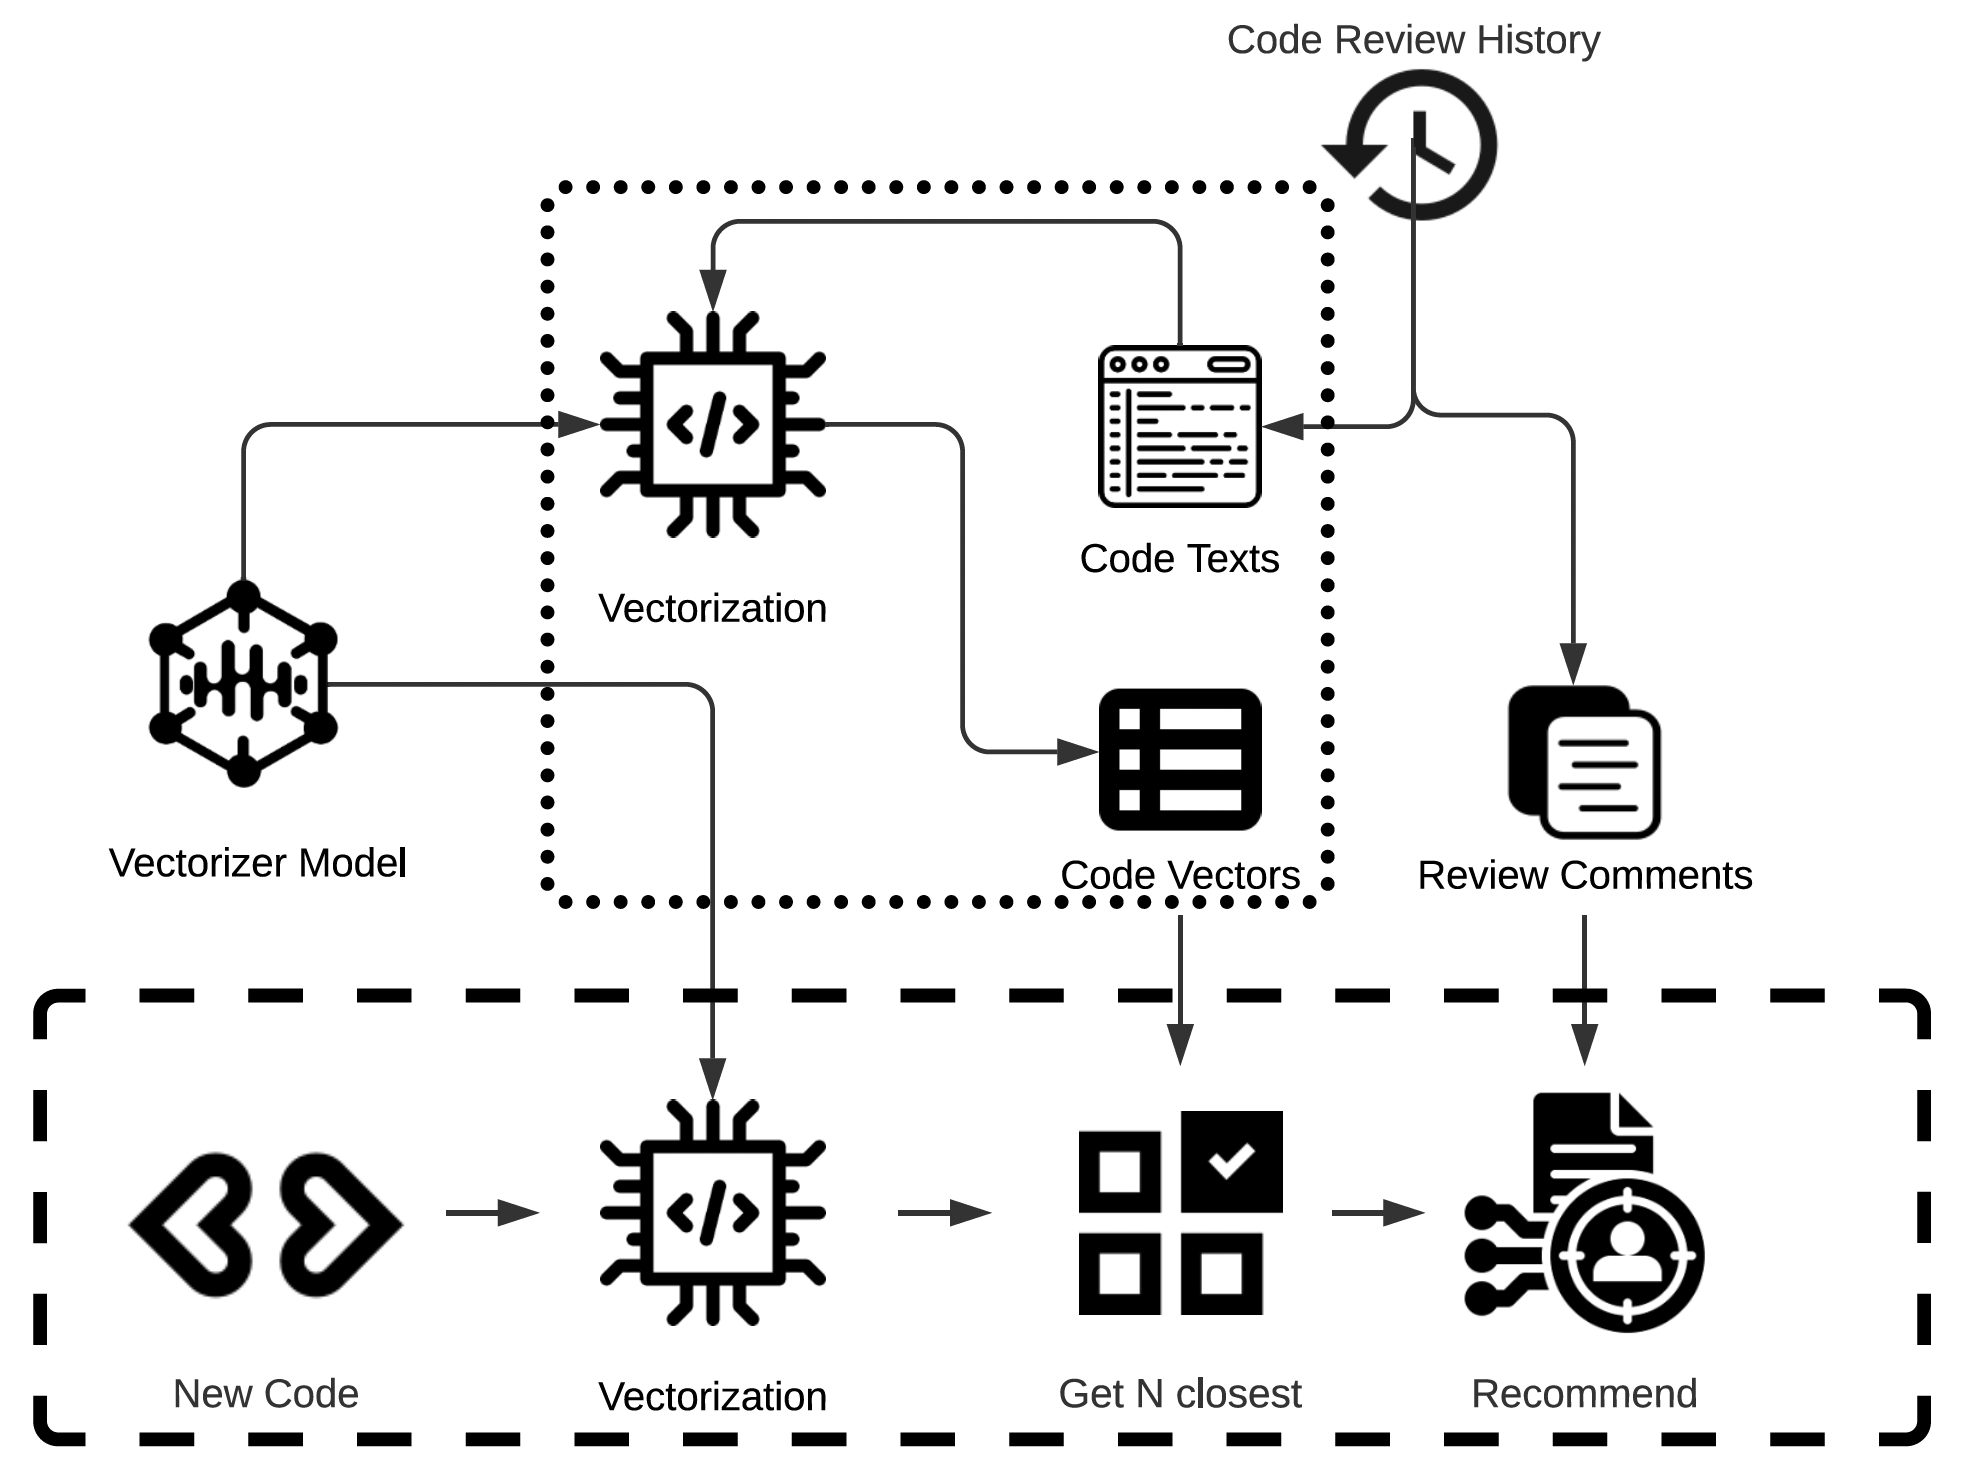 Code Review History
Code Texts
Vectorization
Vectorizer Model
Code Vectors
Review Comments
New Code
Vectorization
Get N closest
Recommend